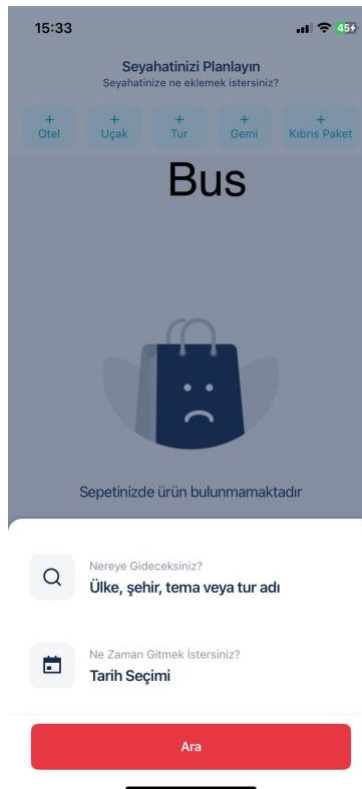 15:33
45
Seyahatinizi Planlayın
Seyahatinize ne eklemek istersiniz?
+ + + + +
Otel Uçak Tur Gemi Kıbrıs Paket
Bus
Sepetinizde ürün bulunmamaktadır
Nereye Gideceksiniz?
Ülke, şehir, tema veya tur adı
Ne Zaman Gitmek İstersiniz?
Tarih Seçimi
Ara